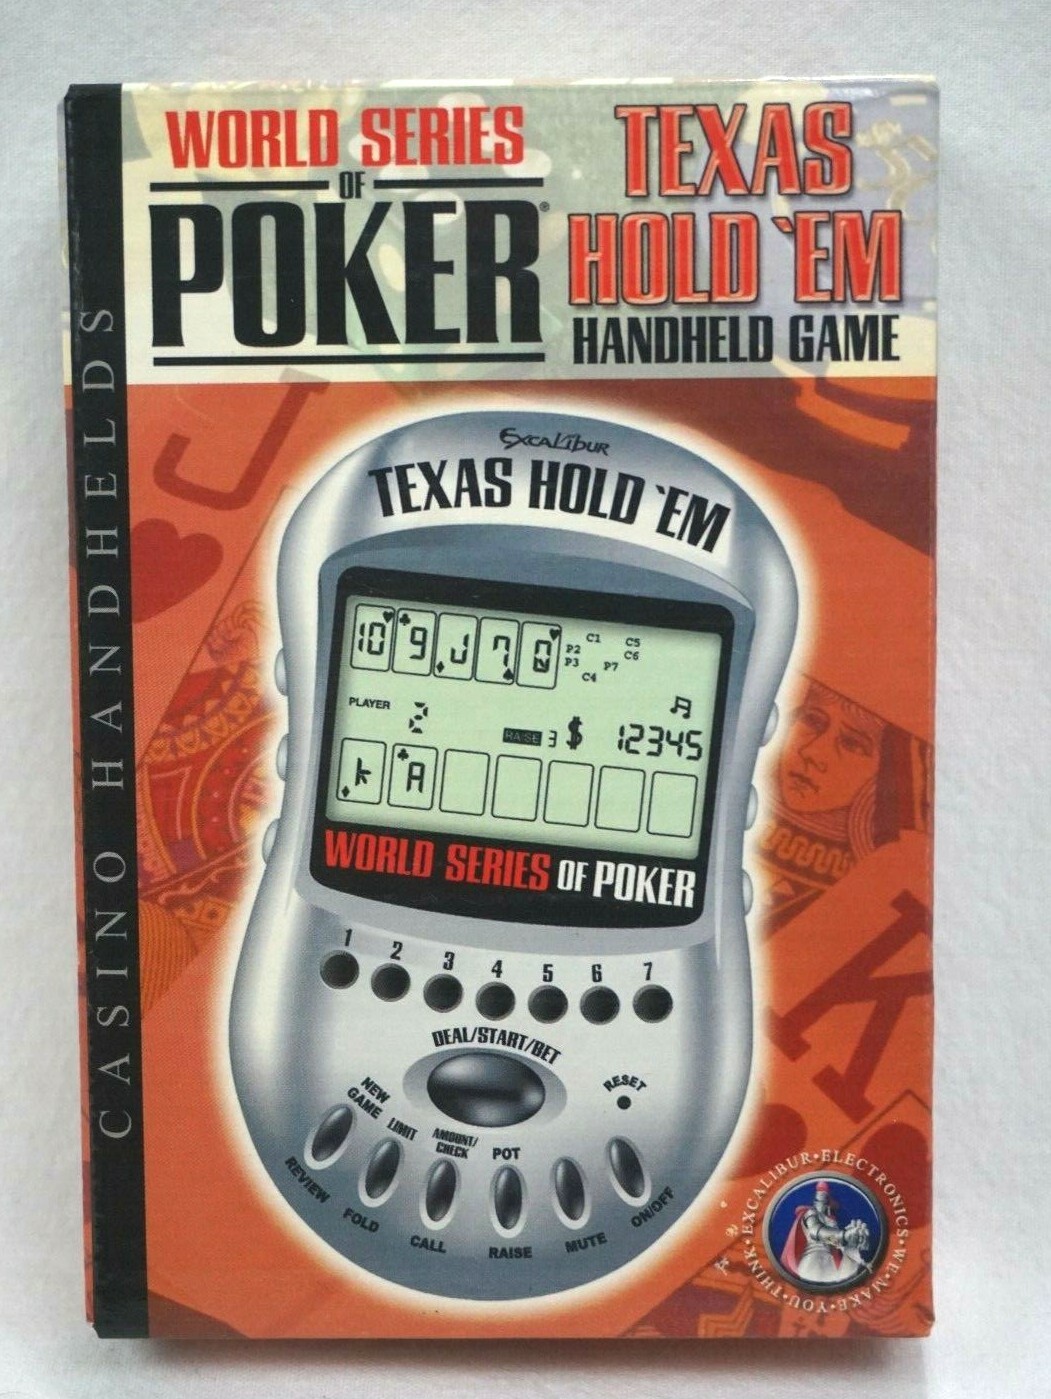 WORLD SERIES
OF
POKER®
TEXAS
HOLD 'EM
HANDHELD GAME
CASINO HANDHELDS
EXCALIBUR
TEXAS HOLD 'EM
10 9 J 7 Q
P2 C1 C5
P3 C6
C4 P7
PLAYER 2
RAISE 3 $ 12345
K A
WORLD SERIES OF POKER
1 2 3 4 5 6 7
DEAL/START/BET
RESET
NEW GAME
LIMIT
AMOUNT/
CHECK
POT
REVIEW
FOLD
CALL
RAISE
MUTE
ON/OFF
EXCALIBUR•ELECTRONICS•WE•MAKE•YOU•THINK•